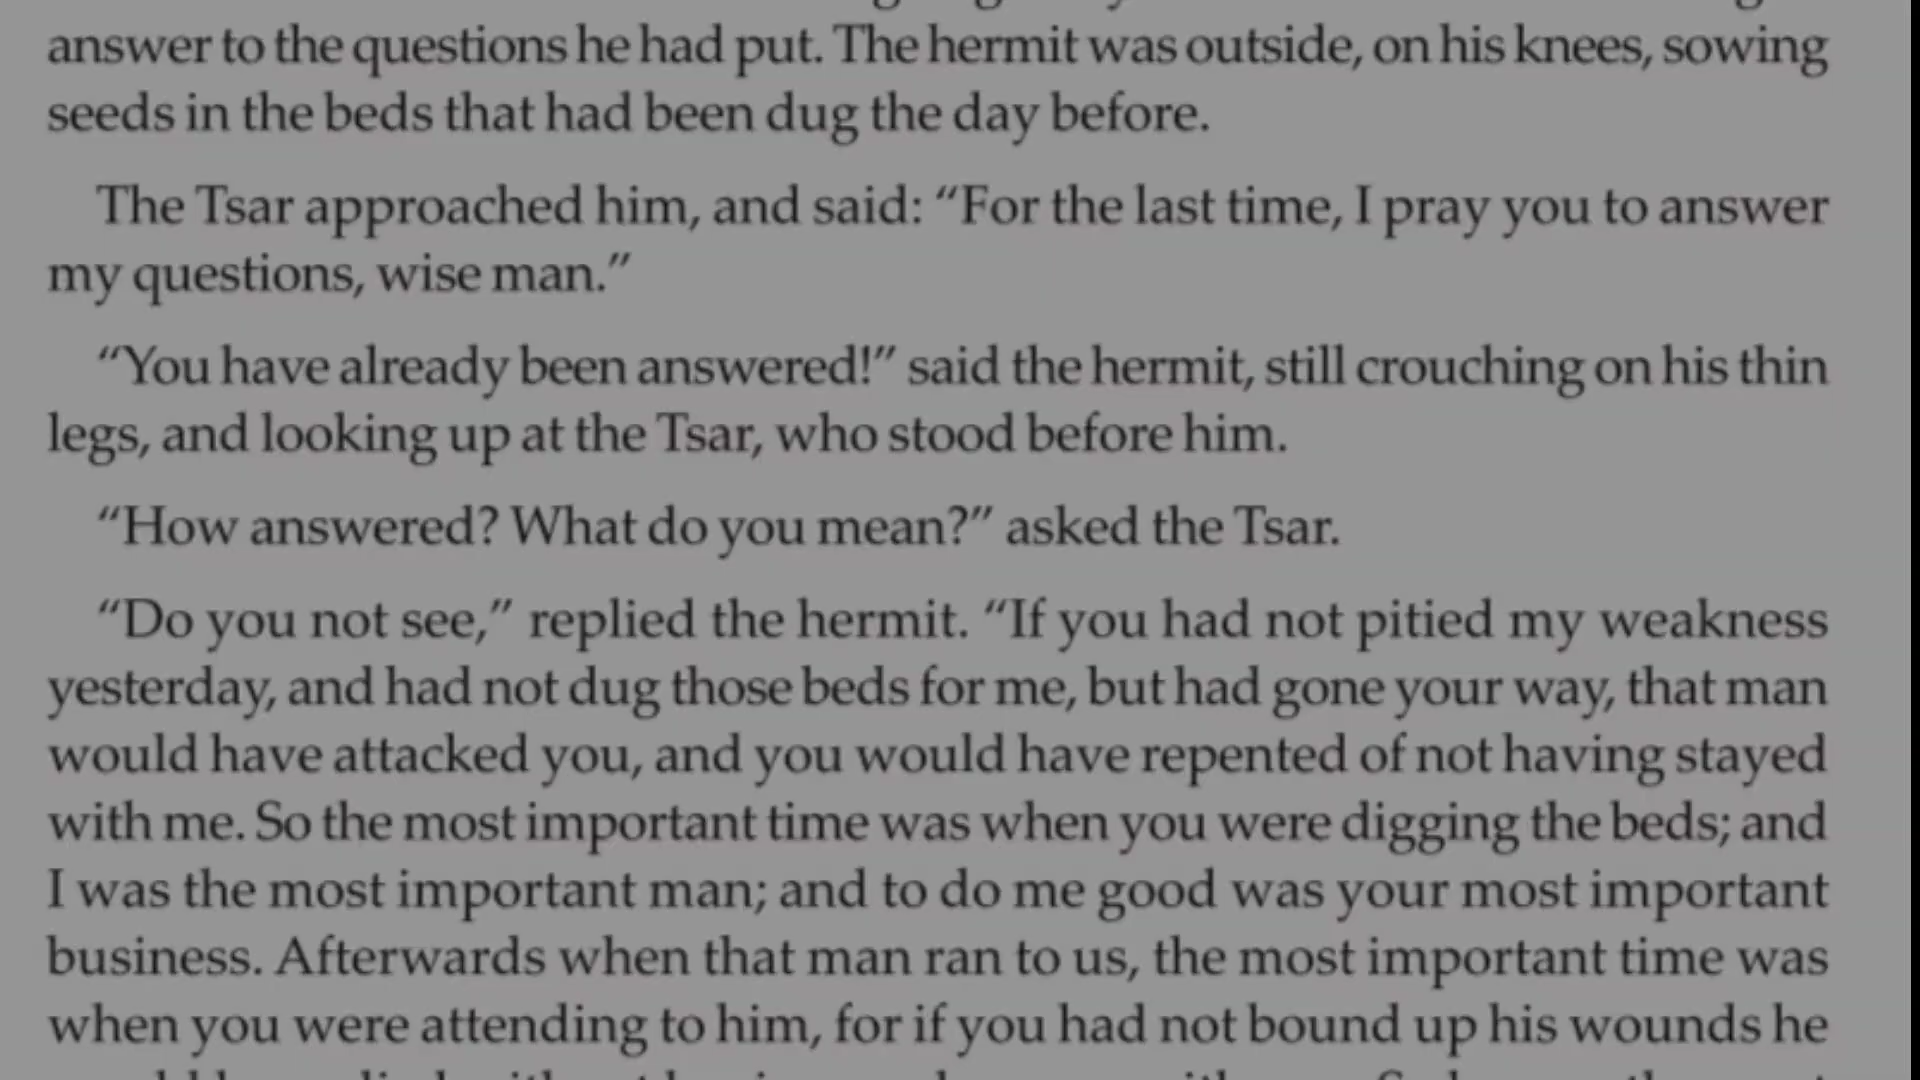 answer to the questions he had put. The hermit was outside, on his knees, sowing
seeds in the beds that had been dug the day before.
The Tsar approached him, and said: “For the last time, I pray you to answer
my questions, wise man.”
“You have already been answered!” said the hermit, still crouching on his thin
legs, and looking up at the Tsar, who stood before him.
“How answered? What do you mean?” asked the Tsar.
“Do you not see,” replied the hermit. “If you had not pitied my weakness
yesterday, and had not dug those beds for me, but had gone your way, that man
would have attacked you, and you would have repented of not having stayed
with me. So the most important time was when you were digging the beds; and
I was the most important man; and to do me good was your most important
business. Afterwards when that man ran to us, the most important time was
when you were attending to him, for if you had not bound up his wounds he